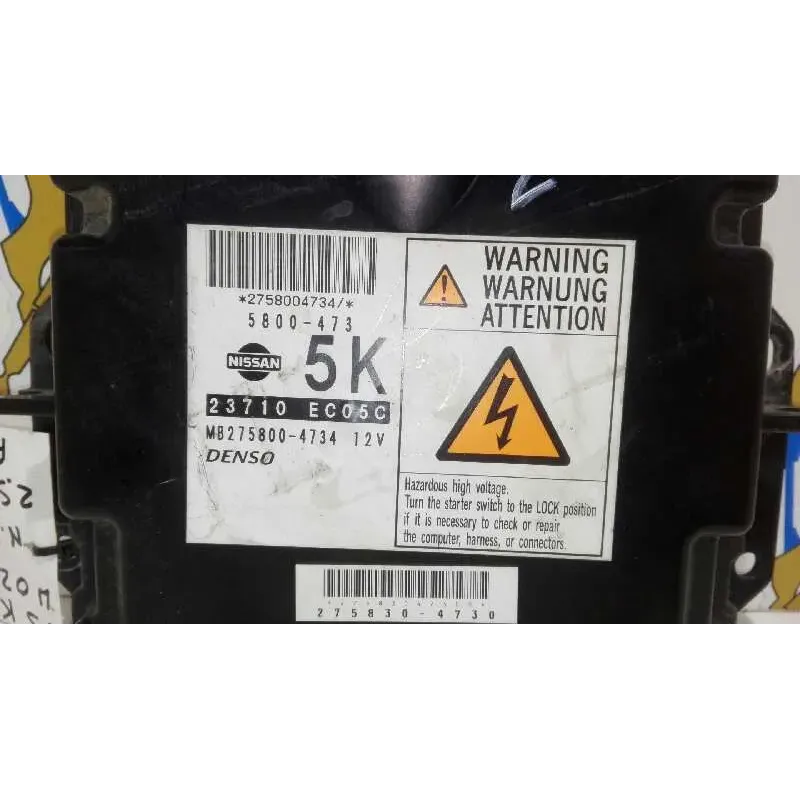 *2758004734/*
5800-473
NISSAN
5K
23710 EC05C
MB275800-4734 12V
DENSO
WARNING
WARNUNG
ATTENTION
Hazardous high voltage.
Turn the starter switch to the LOCK position
if it is necessary to check or repair
the computer, harness, or connectors.
275830-4730